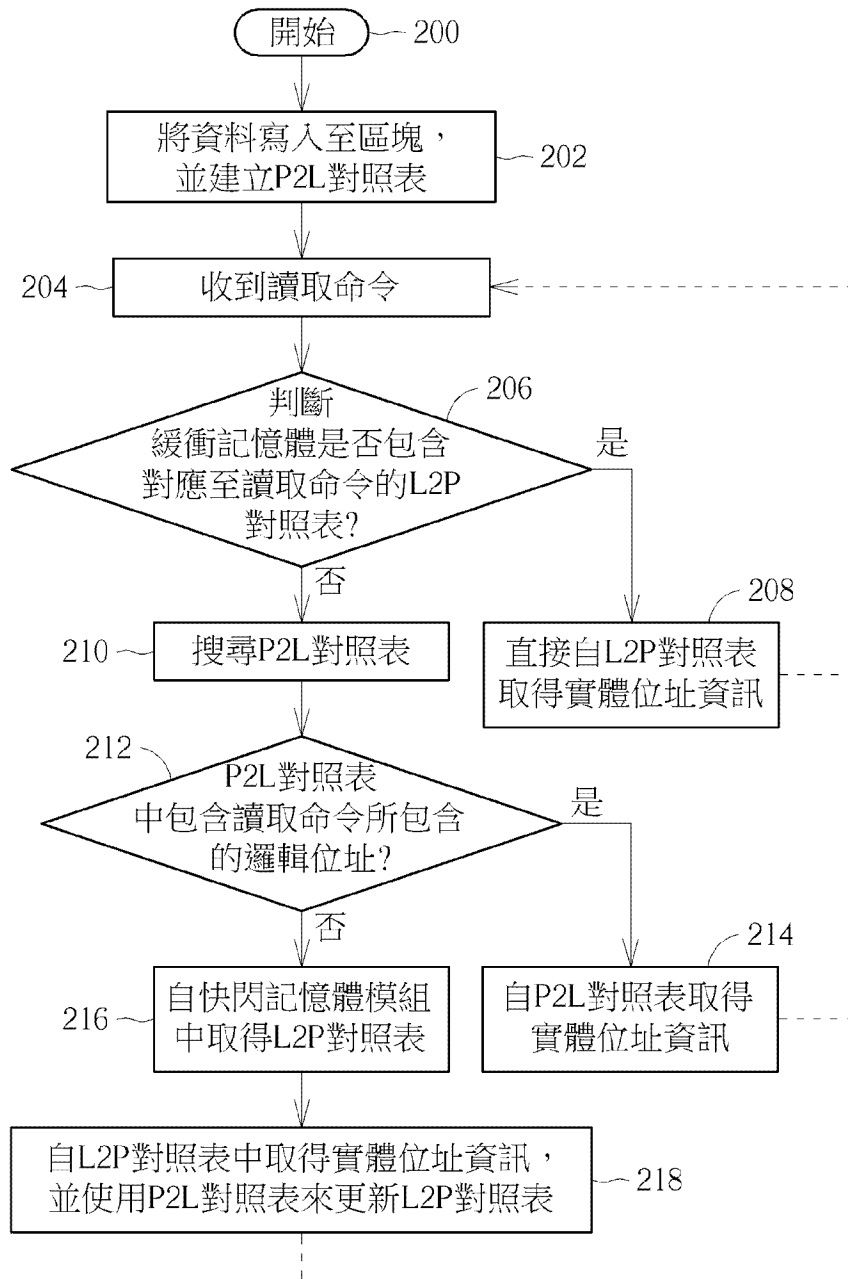 開始
200
將資料寫入至區塊，
並建立P2L對照表
202
204
收到讀取命令
206
判斷
緩衝記憶體是否包含
對應至讀取命令的L2P
對照表?
是
否
208
210
搜尋P2L對照表
直接自L2P對照表
取得實體位址資訊
212
P2L對照表
中包含讀取命令所包含
的邏輯位址?
是
否
214
216
自快閃記憶體模組
中取得L2P對照表
自P2L對照表取得
實體位址資訊
自L2P對照表中取得實體位址資訊，
並使用P2L對照表來更新L2P對照表
218